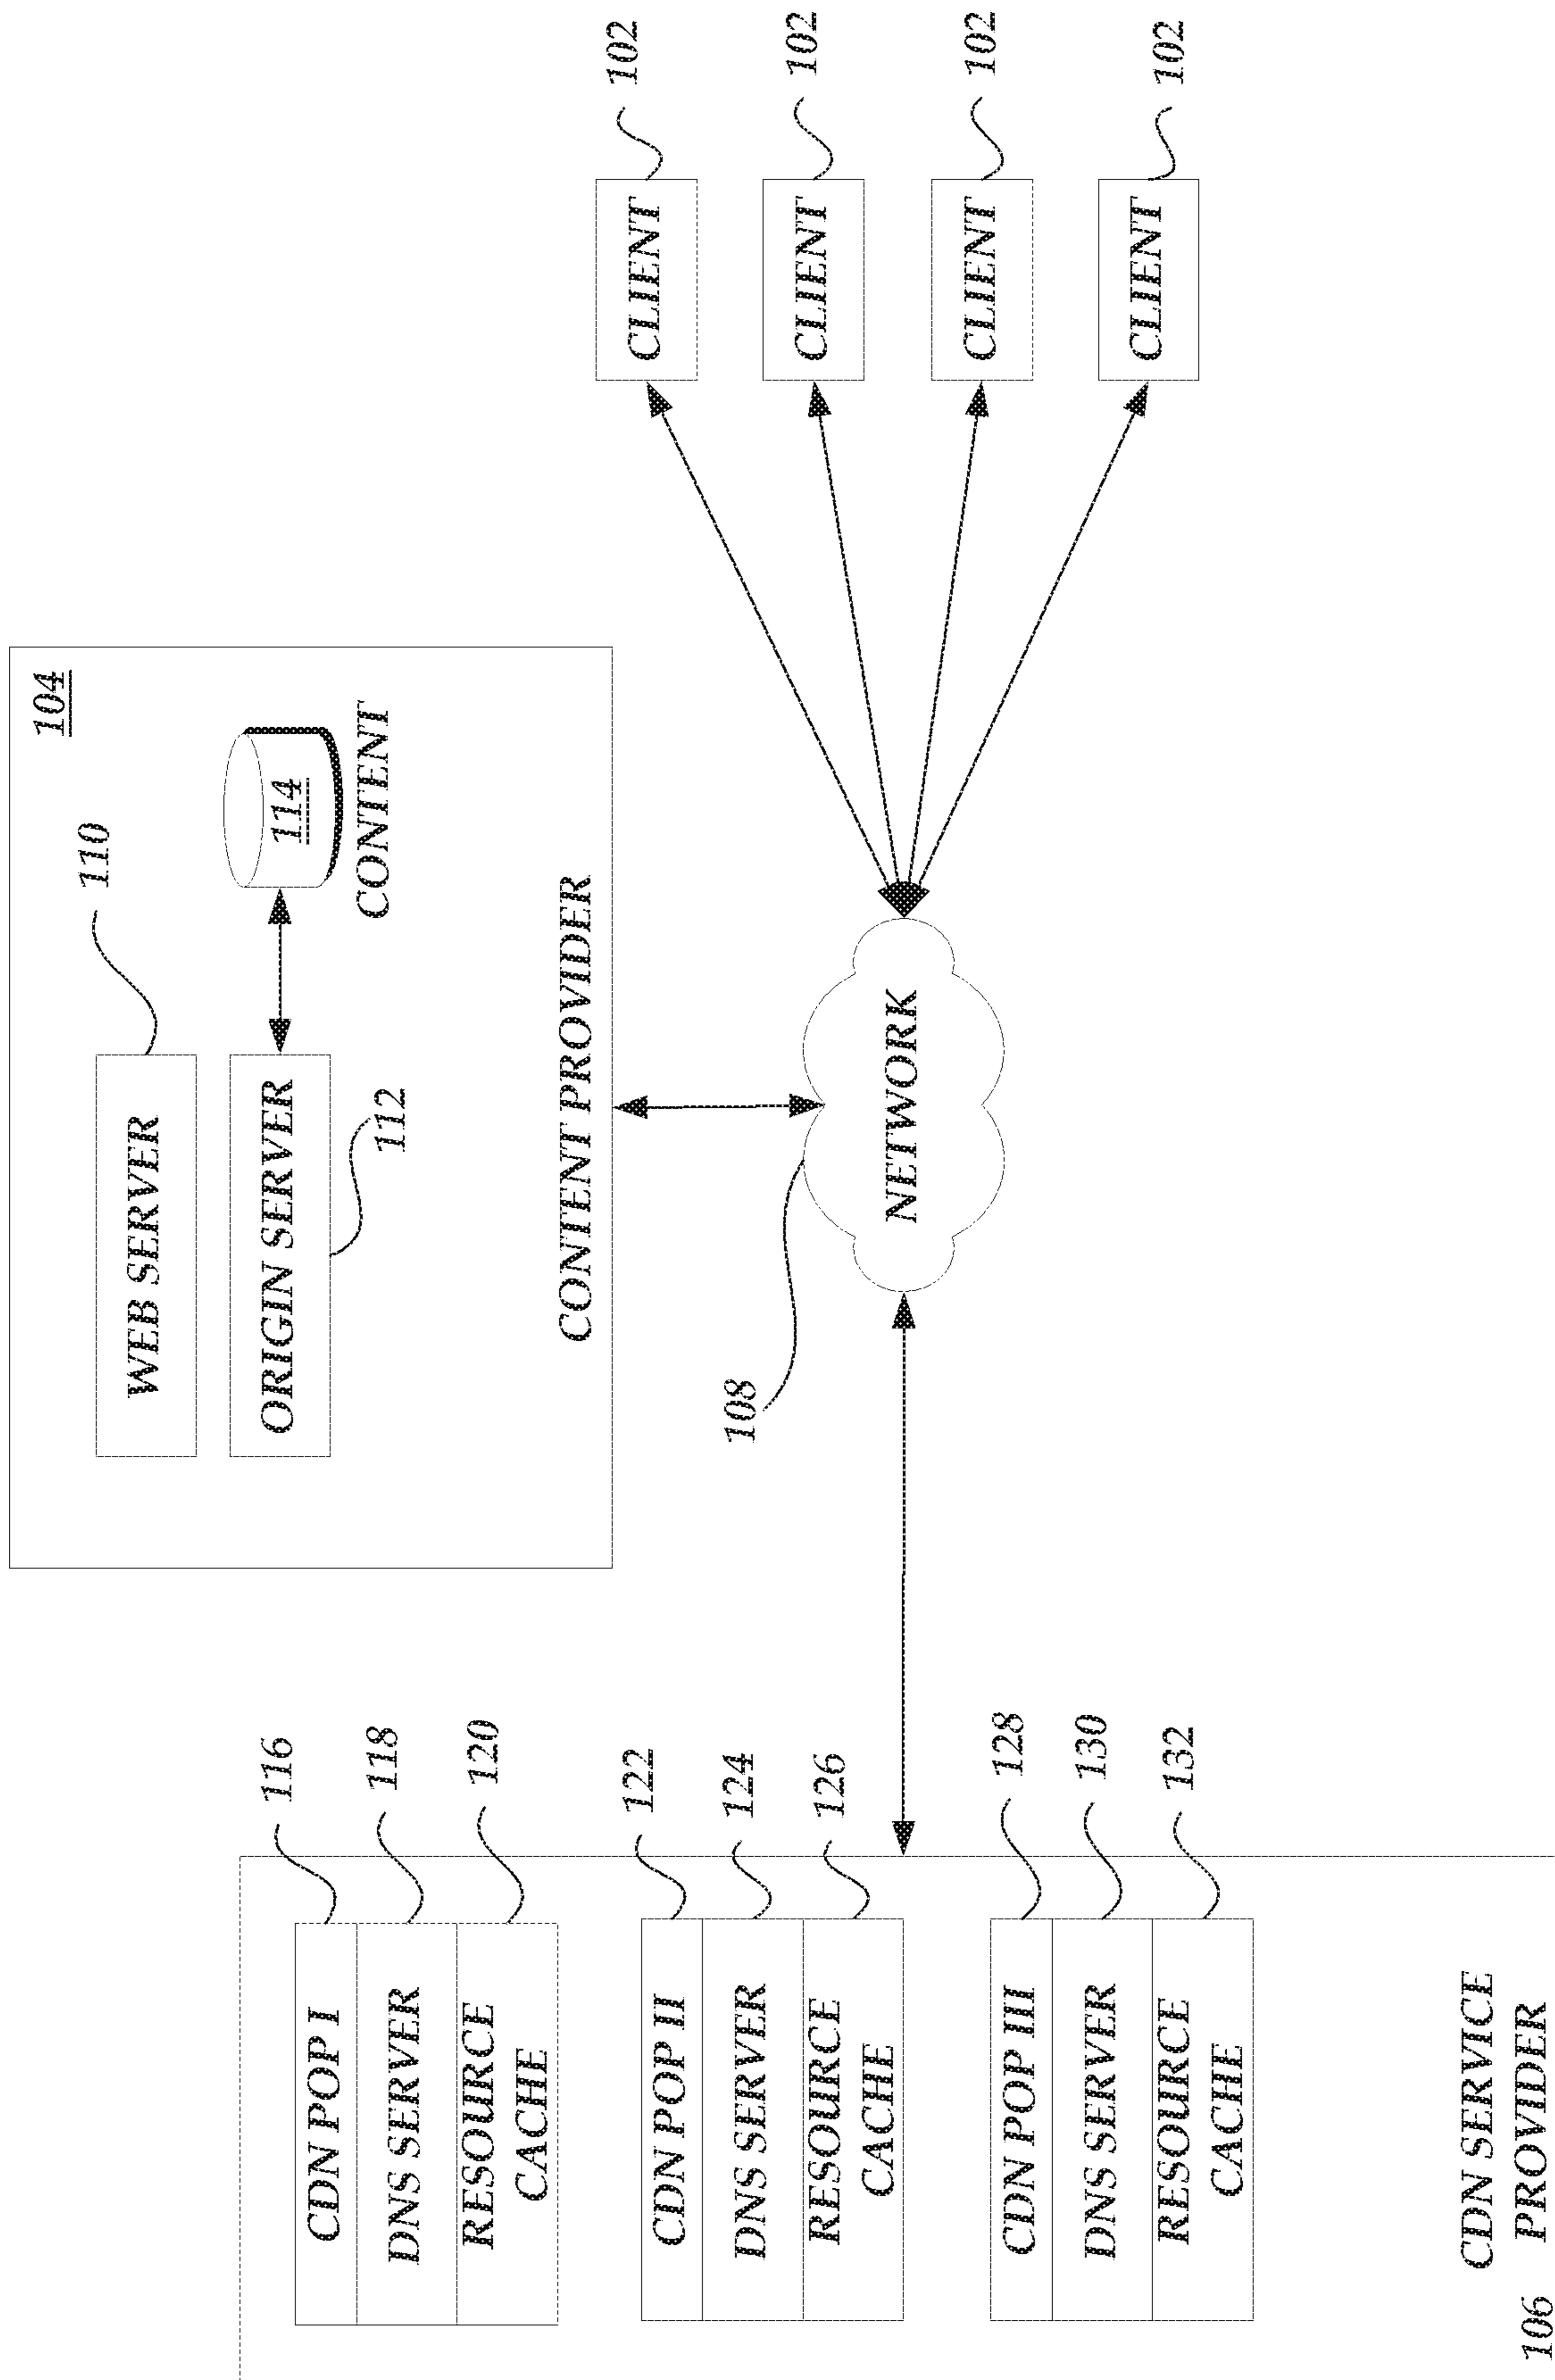 104
WEB SERVER
110
ORIGIN SERVER
112
114
CONTENT
CONTENT PROVIDER
116
CDN POP I
118
DNS SERVER
120
RESOURCE
CACHE
122
CDN POP II
124
DNS SERVER
126
RESOURCE
CACHE
128
CDN POP III
130
DNS SERVER
132
RESOURCE
CACHE
CDN SERVICE
106 PROVIDER
108
NETWORK
CLIENT 102
CLIENT 102
CLIENT 102
CLIENT 102